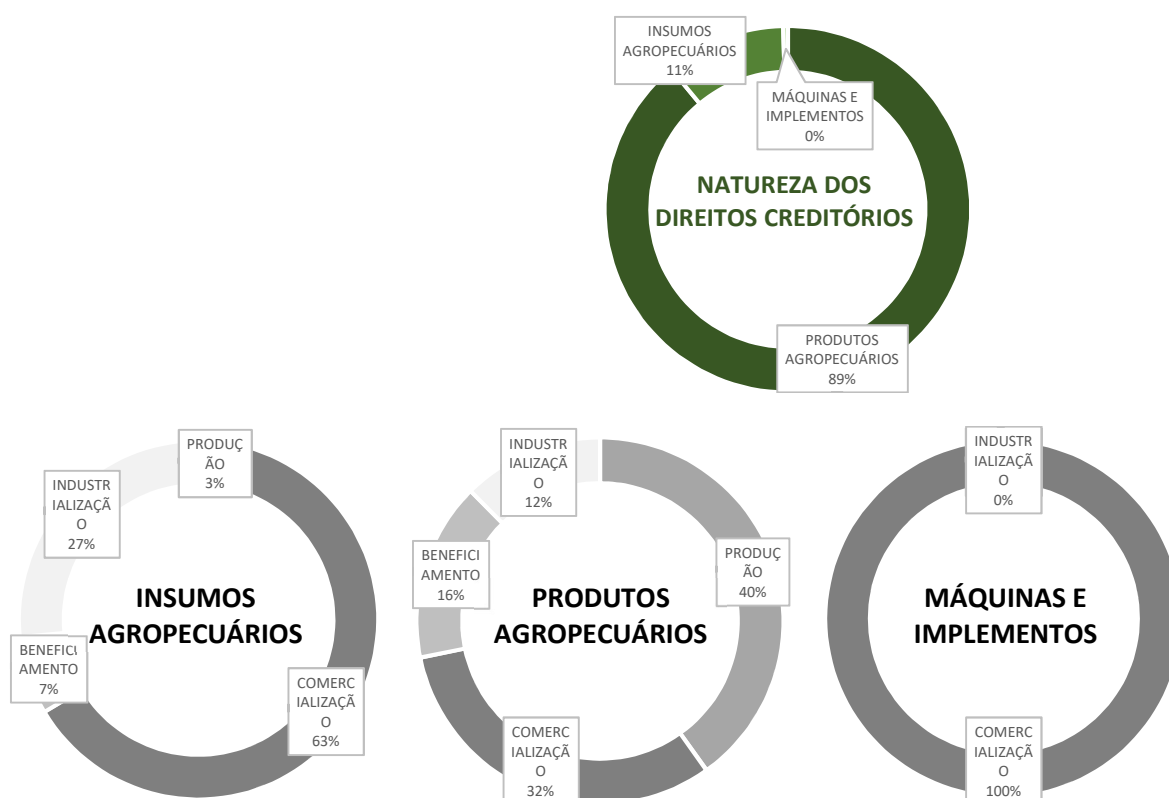 INSUMOS
AGROPECUÁRIOS
11%
MÁQUINAS E
IMPLEMENTOS
0%
NATUREZA DOS
DIREITOS CREDITÓRIOS
PRODUTOS
AGROPECUÁRIOS
89%
PRODUÇ
ÃO
3%
INDUSTR
IALIZAÇÃ
O
27%
INSUMOS
AGROPECUÁRIOS
BENEFICI
AMENTO
7%
COMERC
IALIZAÇÃ
O
63%
INDUSTR
IALIZAÇÃ
O
12%
BENEFICI
AMENTO
16%
PRODUÇ
ÃO
40%
PRODUTOS
AGROPECUÁRIOS
COMERC
IALIZAÇÃ
O
32%
INDUSTR
IALIZAÇÃ
O
0%
MÁQUINAS E
IMPLEMENTOS
COMERC
IALIZAÇÃ
O
100%